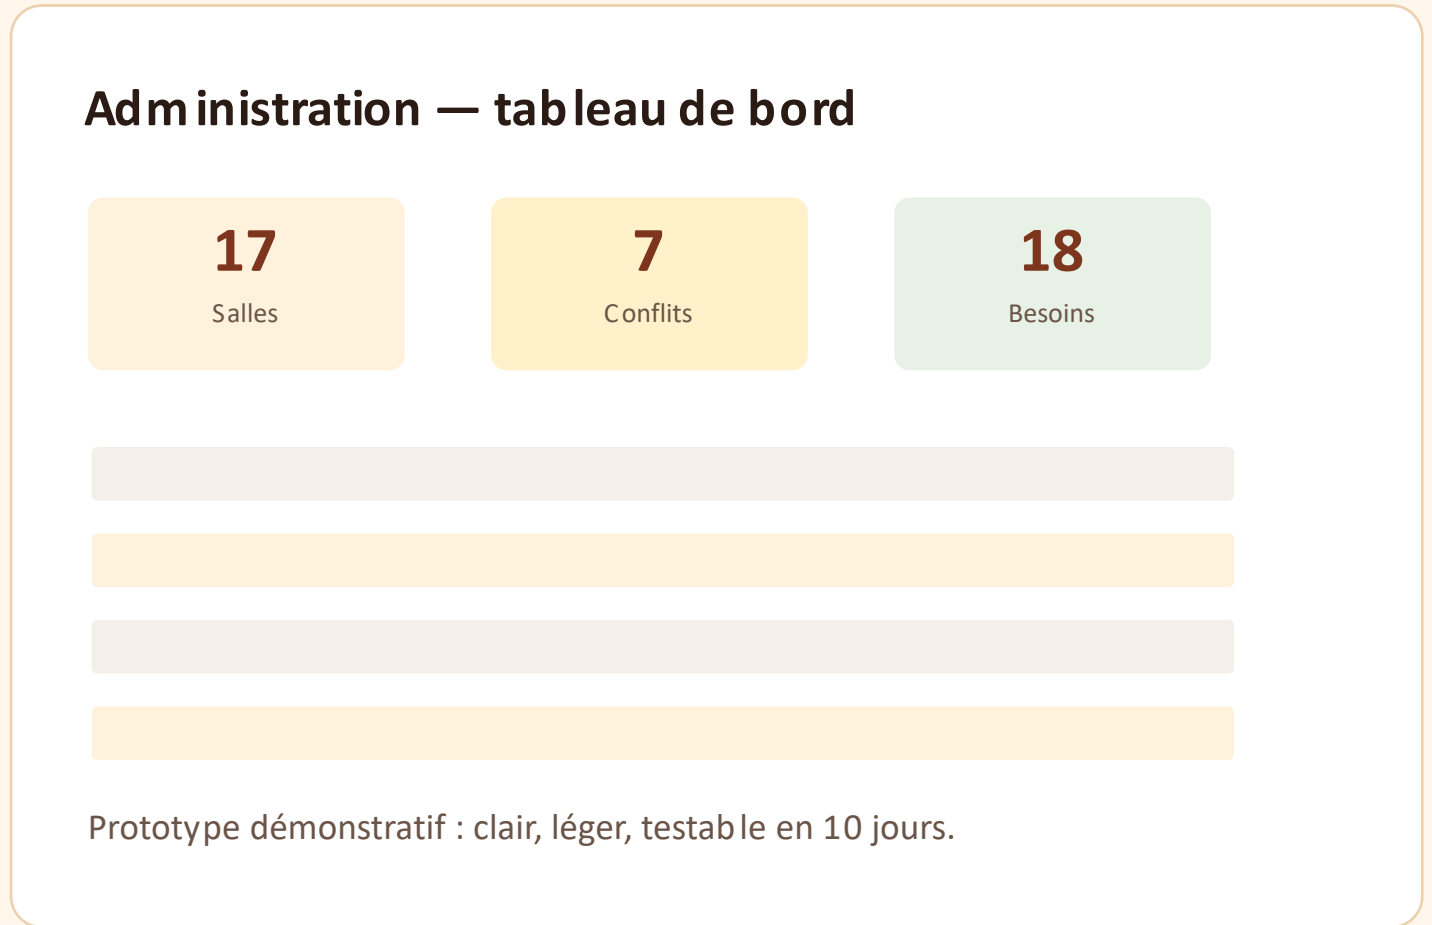 Administration — tableau de bord
17
7
18
Salles
Conflits
Besoins
Prototype démonstratif : clair, léger, testable en 10 jours.